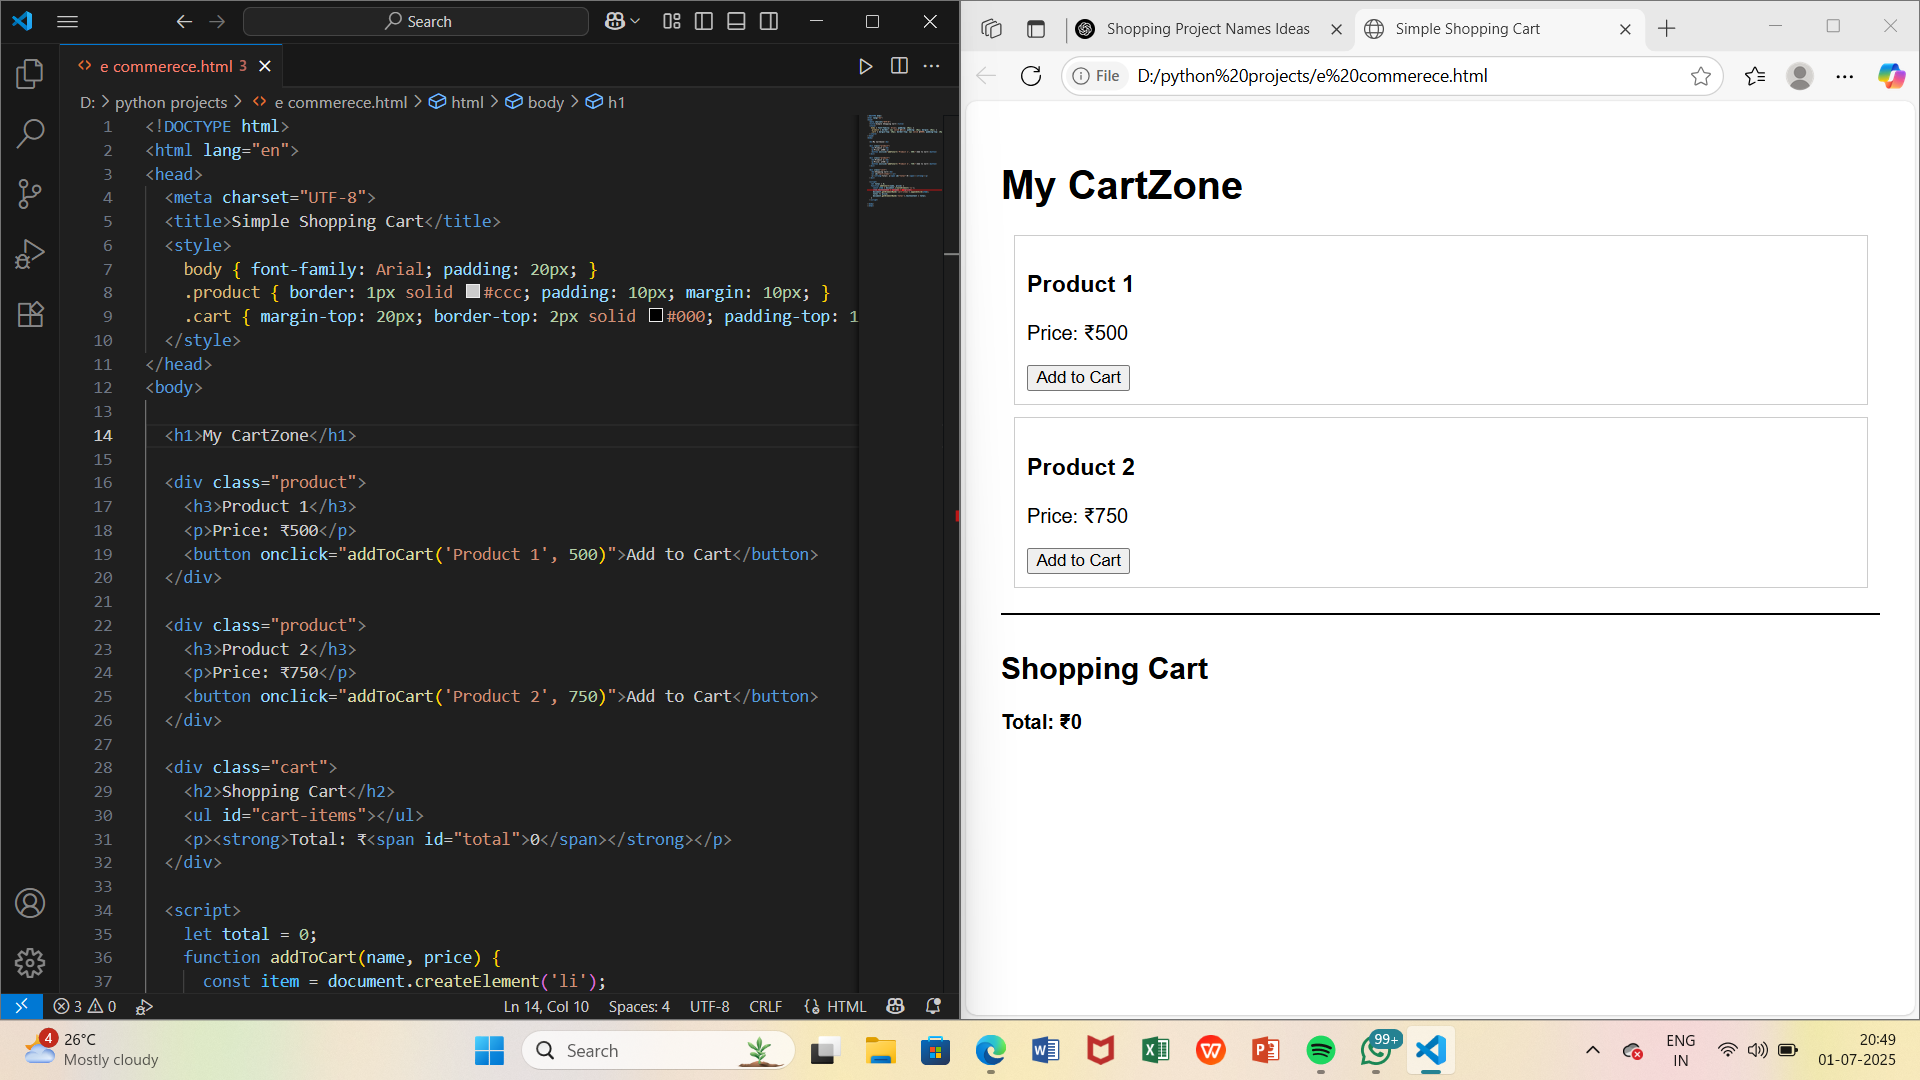 Search
e commerece.html 3
D: > python projects > e commerece.html > html > body > h1
1 <!DOCTYPE html>
2 <html lang="en">
3 <head>
4 <meta charset="UTF-8">
5 <title>Simple Shopping Cart</title>
6 <style>
7 body { font-family: Arial; padding: 20px; }
8 .product { border: 1px solid #ccc; padding: 10px; margin: 10px; }
9 .cart { margin-top: 20px; border-top: 2px solid #000; padding-top: 1
10 </style>
11 </head>
12 <body>
13
14 <h1>My CartZone</h1>
15
16 <div class="product">
17 <h3>Product 1</h3>
18 <p>Price: ₹500</p>
19 <button onclick="addToCart('Product 1', 500)">Add to Cart</button>
20 </div>
21
22 <div class="product">
23 <h3>Product 2</h3>
24 <p>Price: ₹750</p>
25 <button onclick="addToCart('Product 2', 750)">Add to Cart</button>
26 </div>
27
28 <div class="cart">
29 <h2>Shopping Cart</h2>
30 <ul id="cart-items"></ul>
31 <p><strong>Total: ₹<span id="total">0</span></strong></p>
32 </div>
33
34 <script>
35 let total = 0;
36 function addToCart(name, price) {
37 const item = document.createElement('li');
3 0
Ln 14, Col 10 Spaces: 4 UTF-8 CRLF HTML
Shopping Project Names Ideas
Simple Shopping Cart
File D:/python%20projects/e%20commerece.html
My CartZone
Product 1
Price: ₹500
Add to Cart
Product 2
Price: ₹750
Add to Cart
Shopping Cart
Total: ₹0
4
26°C
Mostly cloudy
Search
99+
ENG
IN
20:49
01-07-2025